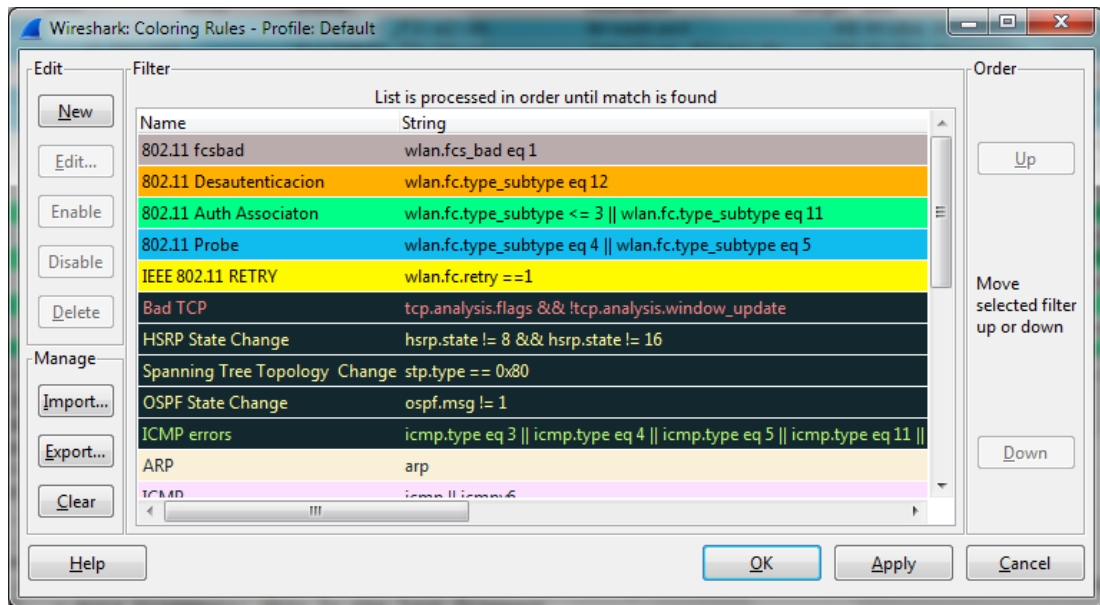 Wireshark: Coloring Rules - Profile: Default
Edit
Filter
Order
List is processed in order until match is found
New
Edit...
Enable
Disable
Delete
Manage
Import...
Export...
Clear
Name String
802.11 fcsbad wlan.fcs_bad eq 1
802.11 Desautenticacion wlan.fc.type_subtype eq 12
802.11 Auth Associaton wlan.fc.type_subtype <= 3 || wlan.fc.type_subtype eq 11
802.11 Probe wlan.fc.type_subtype eq 4 || wlan.fc.type_subtype eq 5
IEEE 802.11 RETRY wlan.fc.retry ==1
Bad TCP tcp.analysis.flags && !tcp.analysis.window_update
HSRP State Change hsrp.state != 8 && hsrp.state != 16
Spanning Tree Topology Change stp.type == 0x80
OSPF State Change ospf.msg != 1
ICMP errors icmp.type eq 3 || icmp.type eq 4 || icmp.type eq 5 || icmp.type eq 11 ||
ARP arp
ICMP icmp || icmpv6
Up
Move
selected filter
up or down
Down
Help
OK
Apply
Cancel